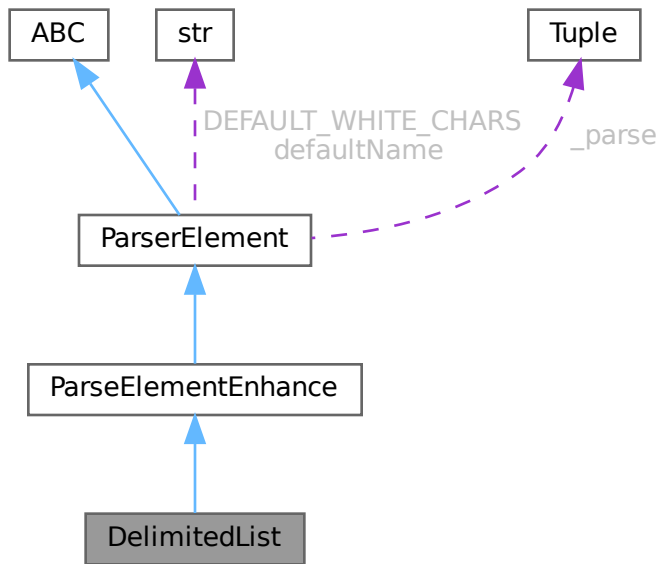 ABC
str
Tuple
DEFAULT_WHITE_CHARS
defaultName
_parse
ParserElement
ParseElementEnhance
DelimitedList